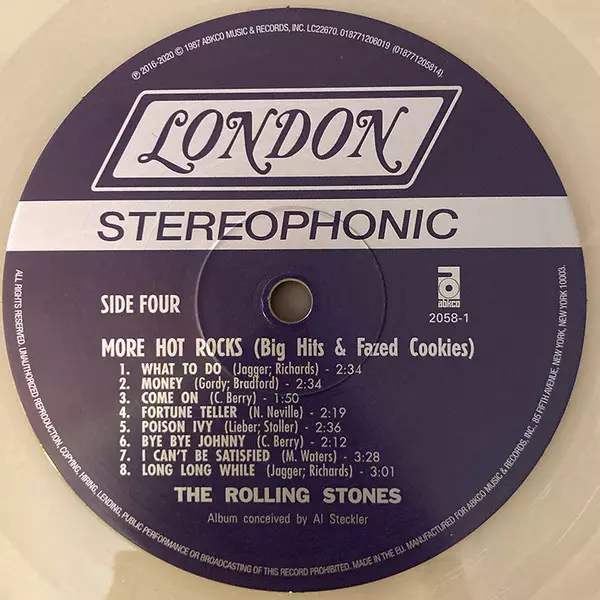 ℗ 2016-2020 © 1987 ABKCO MUSIC & RECORDS, INC. LC22670. 018771206019 (018771205814).
LONDON
STEREOPHONIC
SIDE FOUR
abkco
2058-1
MORE HOT ROCKS (Big Hits & Fazed Cookies)
1. WHAT TO DO (Jagger; Richards) - 2:34
2. MONEY (Gordy; Bradford) - 2:34
3. COME ON (C. Berry) - 1:50
4. FORTUNE TELLER (N. Neville) - 2:19
5. POISON IVY (Lieber; Stoller) - 2:36
6. BYE BYE JOHNNY (C. Berry) - 2:12
7. I CAN'T BE SATISFIED (M. Waters) - 3:28
8. LONG LONG WHILE (Jagger; Richards) - 3:01
THE ROLLING STONES
Album conceived by Al Steckler
ALL RIGHTS RESERVED. UNAUTHORIZED REPRODUCTION, COPYING, HIRING, LENDING, PUBLIC PERFORMANCE OR BROADCASTING OF THIS RECORD PROHIBITED. MADE IN THE EU. MANUFACTURED BY ABKCO MUSIC & RECORDS, INC., 85 FIFTH AVENUE, NEW YORK, NEW YORK 10003.